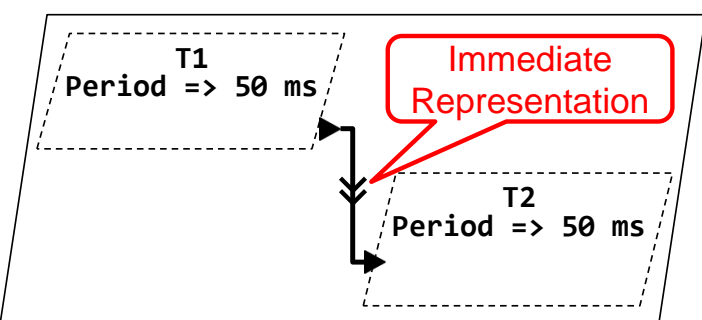 T1
Period => 50 ms
Immediate
Representation
T2
Period => 50 ms